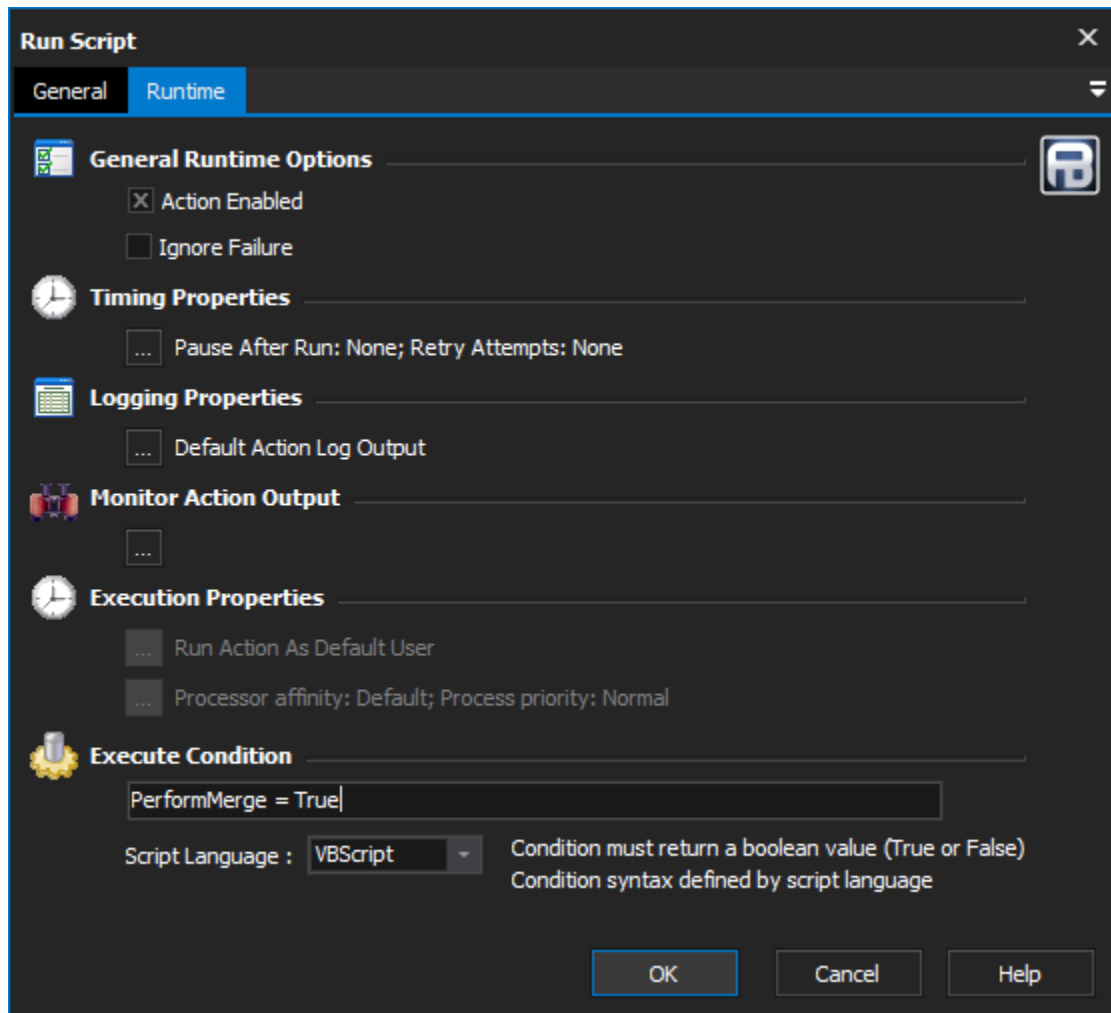 Run Script
General Runtime
General Runtime Options
Action Enabled
Ignore Failure
Timing Properties
... Pause After Run: None; Retry Attempts: None
Logging Properties
... Default Action Log Output
Monitor Action Output
...
Execution Properties
... Run Action As Default User
... Processor affinity: Default; Process priority: Normal
Execute Condition
PerformMerge = True
Script Language : VBScript
Condition must return a boolean value (True or False)
Condition syntax defined by script language
OK Cancel Help